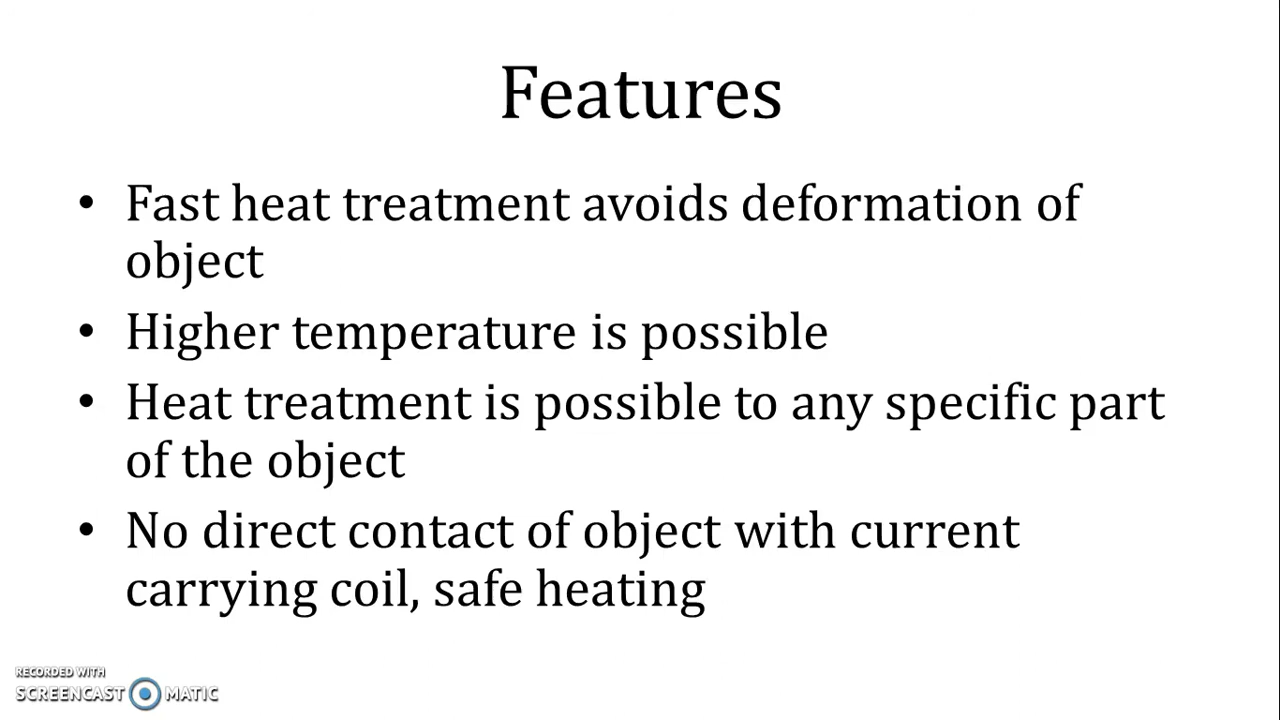 Features
• Fast heat treatment avoids deformation of
object
• Higher temperature is possible
• Heat treatment is possible to any specific part
of the object
• No direct contact of object with current
carrying coil, safe heating
RECORDED WITH
SCREENCAST MATIC